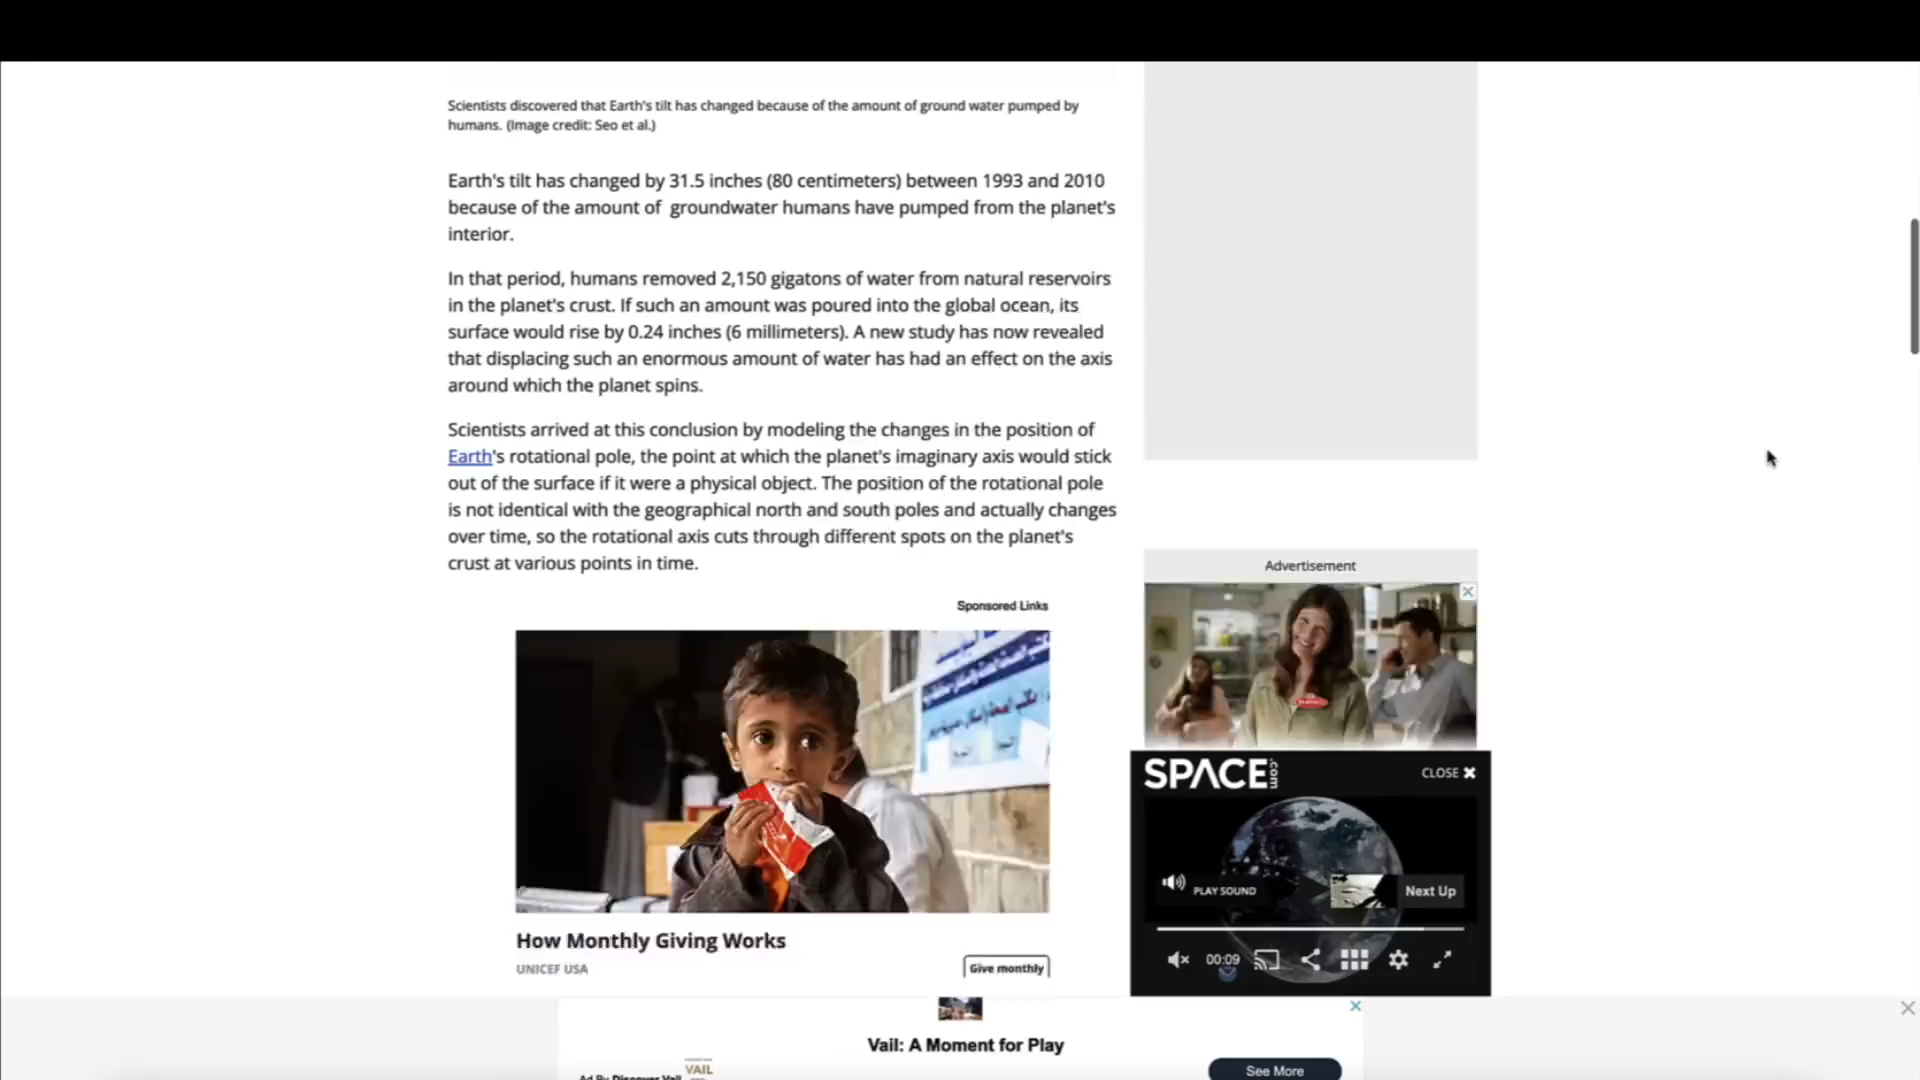 Scientists discovered that Earth's tilt has changed because of the amount of ground water pumped by
humans. (Image credit: Seo et al.)
Earth's tilt has changed by 31.5 inches (80 centimeters) between 1993 and 2010
because of the amount of groundwater humans have pumped from the planet's
interior.
In that period, humans removed 2,150 gigatons of water from natural reservoirs
in the planet's crust. If such an amount was poured into the global ocean, its
surface would rise by 0.24 inches (6 millimeters). A new study has now revealed
that displacing such an enormous amount of water has had an effect on the axis
around which the planet spins.
Scientists arrived at this conclusion by modeling the changes in the position of
Earth's rotational pole, the point at which the planet's imaginary axis would stick
out of the surface if it were a physical object. The position of the rotational pole
is not identical with the geographical north and south poles and actually changes
over time, so the rotational axis cuts through different spots on the planet's
crust at various points in time.
Sponsored Links
How Monthly Giving Works
UNICEF USA
Give monthly
Advertisement
SPACE.com
CLOSE
PLAY SOUND
Next Up
00:09
Vail: A Moment for Play
Ad By Discover Vail
VAIL
See More